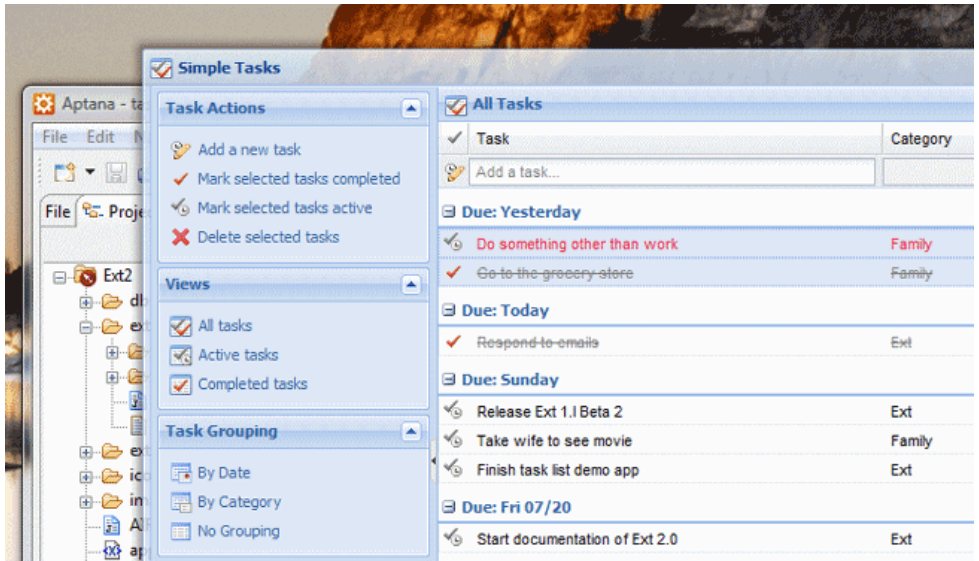 Simple Tasks
Aptana - ta
File Edit
File Proje
Ext2
Task Actions
Add a new task
Mark selected tasks completed
Mark selected tasks active
Delete selected tasks
Views
All tasks
Active tasks
Completed tasks
Task Grouping
By Date
By Category
No Grouping
All Tasks
Task Category
Add a task...
Due: Yesterday
Do something other than work Family
Go to the grocery store Family
Due: Today
Respond to emails Ext
Due: Sunday
Release Ext 1.1 Beta 2 Ext
Take wife to see movie Family
Finish task list demo app Ext
Due: Fri 07/20
Start documentation of Ext 2.0 Ext